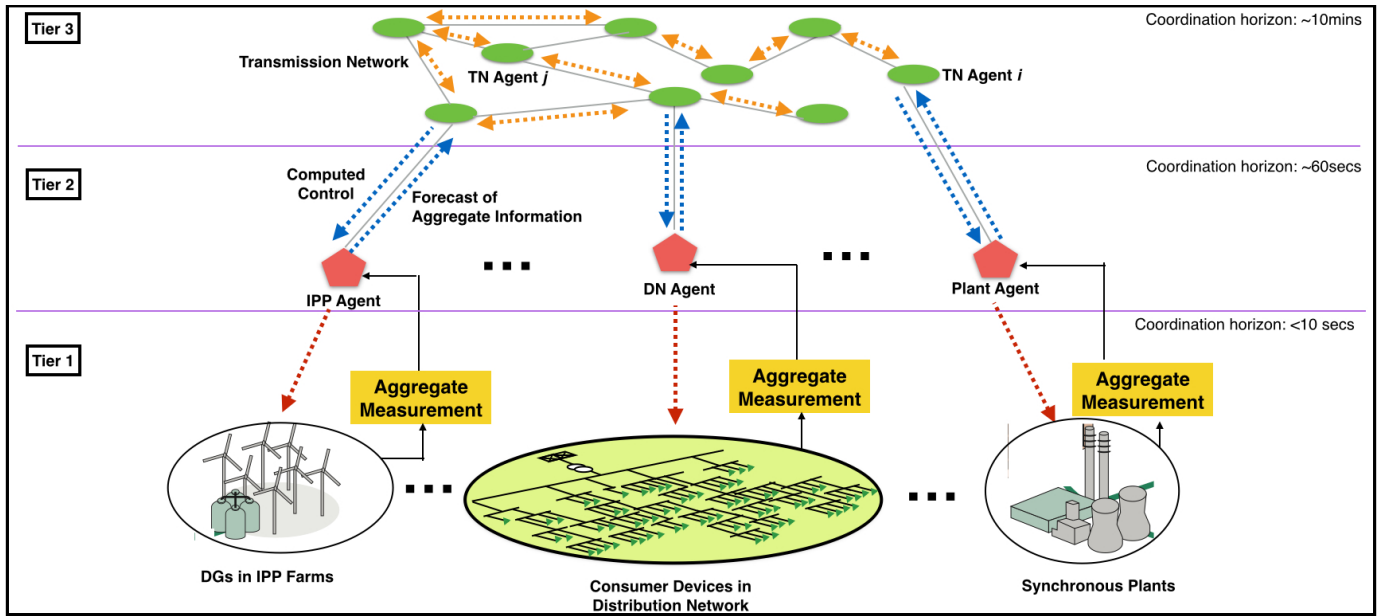 Tier 3
Coordination horizon: ~10mins
Transmission Network
TN Agent j
TN Agent i
Tier 2
Coordination horizon: ~60secs
Computed
Control
Forecast of
Aggregate Information
IPP Agent
DN Agent
Plant Agent
Coordination horizon: <10 secs
Tier 1
Aggregate
Measurement
Aggregate
Measurement
Aggregate
Measurement
DGs in IPP Farms
Consumer Devices in
Distribution Network
Synchronous Plants